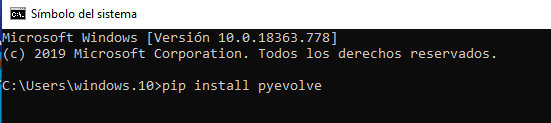 Símbolo del sistema
Microsoft Windows [Versión 10.0.18363.778]
(c) 2019 Microsoft Corporation. Todos los derechos reservados.
C:\Users\windows.10>pip install pyevolve